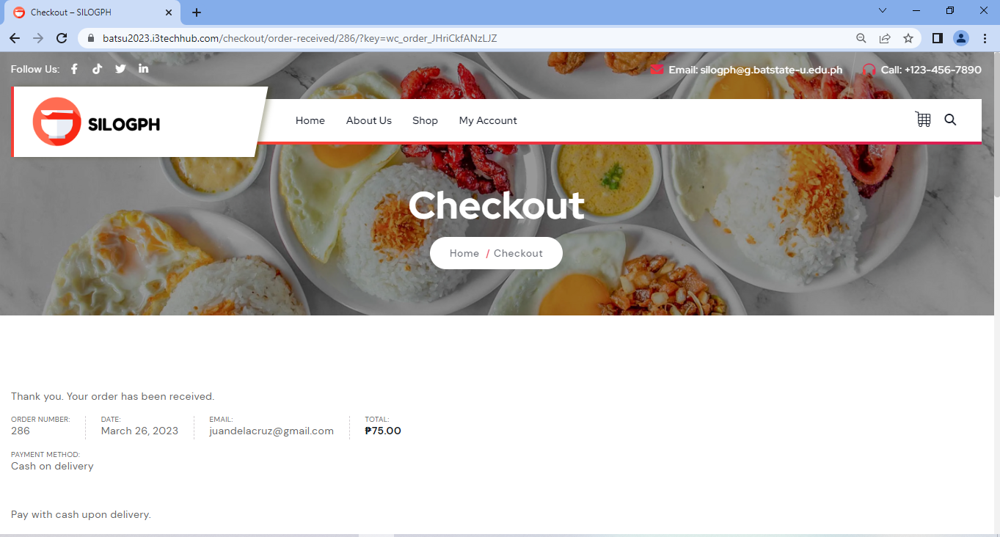 Checkout – SILOGPH
batsu2023.i3techhub.com/checkout/order-received/286/?key=wc_order_JHriCkfANzLJZ
Follow Us:
Email: silogph@g.batstate-u.edu.ph
Call: +123-456-7890
SILOGPH
Home
About Us
Shop
My Account
Checkout
Home / Checkout
Thank you. Your order has been received.
ORDER NUMBER:
286
DATE:
March 26, 2023
EMAIL:
juandelacruz@gmail.com
TOTAL:
₱75.00
PAYMENT METHOD:
Cash on delivery
Pay with cash upon delivery.